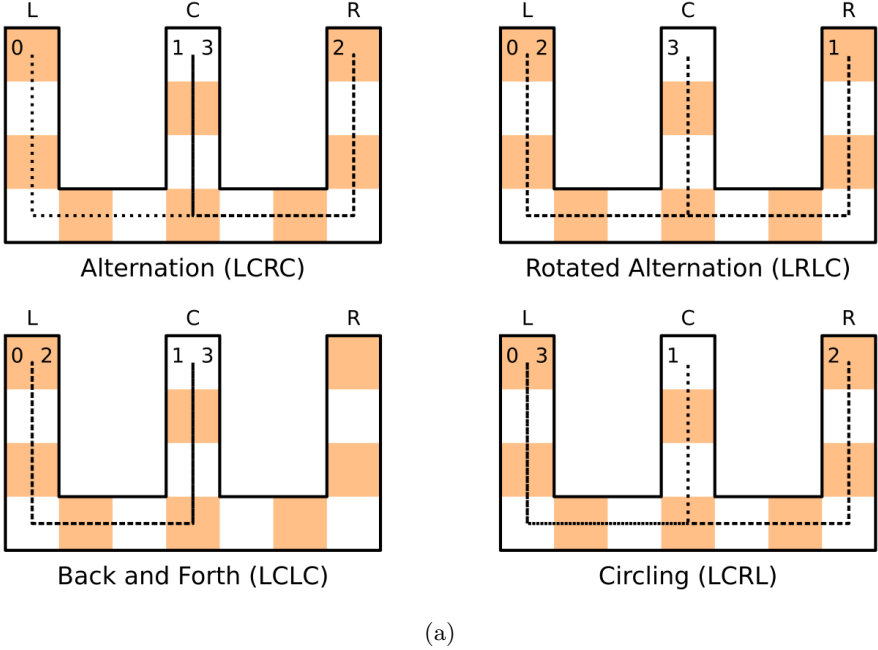 L C R L C R
0 1 3 2 0 2 3 1
Alternation (LCRC) Rotated Alternation (LRLC)
L C R L C R
0 2 1 3 0 3 1 2
Back and Forth (LCLC) Circling (LCRL)
(a)